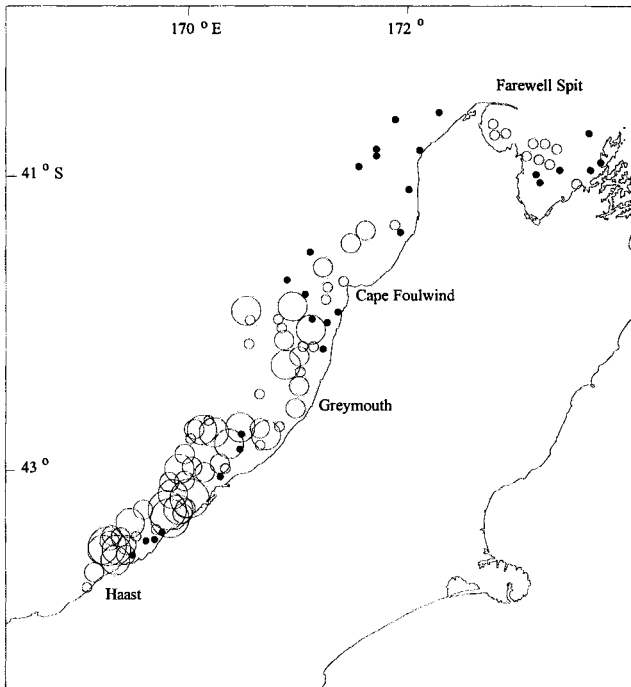 170 ° E
172 °
Farewell Spit
41 ° S
Cape Foulwind
Greymouth
43 °
Haast